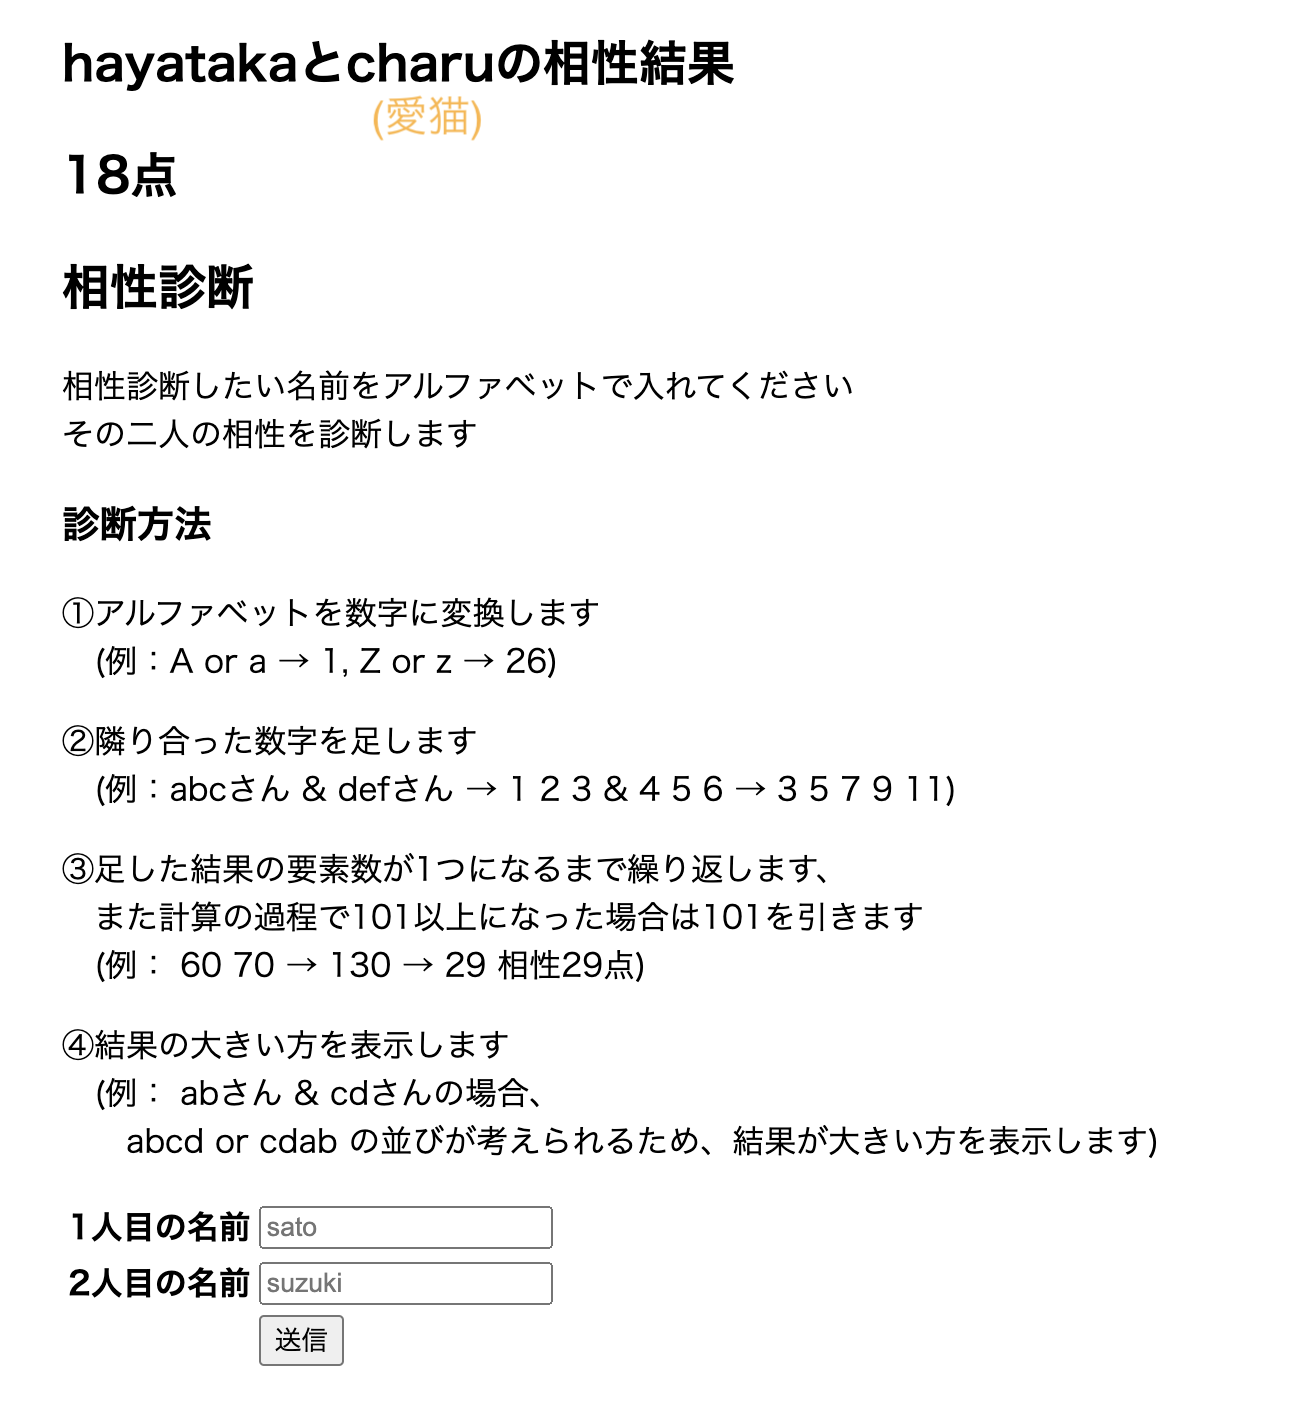 hayatakaとcharuの相性結果
(愛猫)
18点
相性診断
相性診断したい名前をアルファベットで入れてください
その二人の相性を診断します
診断方法
①アルファベットを数字に変換します
(例：A or a → 1, Z or z → 26)
②隣り合った数字を足します
(例：abcさん & defさん → 1 2 3 & 4 5 6 → 3 5 7 9 11)
③足した結果の要素数が1つになるまで繰り返します、
また計算の過程で101以上になった場合は101を引きます
(例： 60 70 → 130 → 29 相性29点)
④結果の大きい方を表示します
(例： abさん & cdさんの場合、
abcd or cdab の並びが考えられるため、結果が大きい方を表示します)
1人目の名前 sato
2人目の名前 suzuki
送信